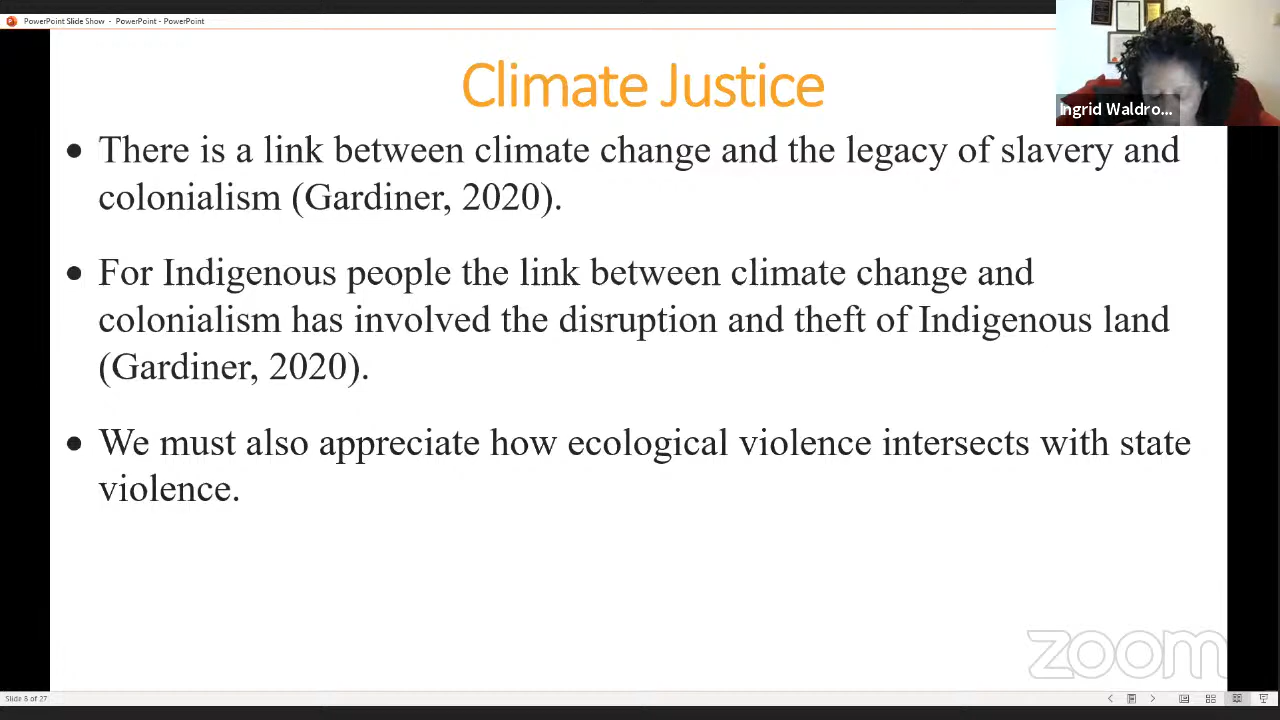 PowerPoint Slide Show - PowerPoint - PowerPoint
Climate Justice
Ingrid Waldro...
• There is a link between climate change and the legacy of slavery and
colonialism (Gardiner, 2020).
• For Indigenous people the link between climate change and
colonialism has involved the disruption and theft of Indigenous land
(Gardiner, 2020).
• We must also appreciate how ecological violence intersects with state
violence.
zoom
Slide 8 of 27